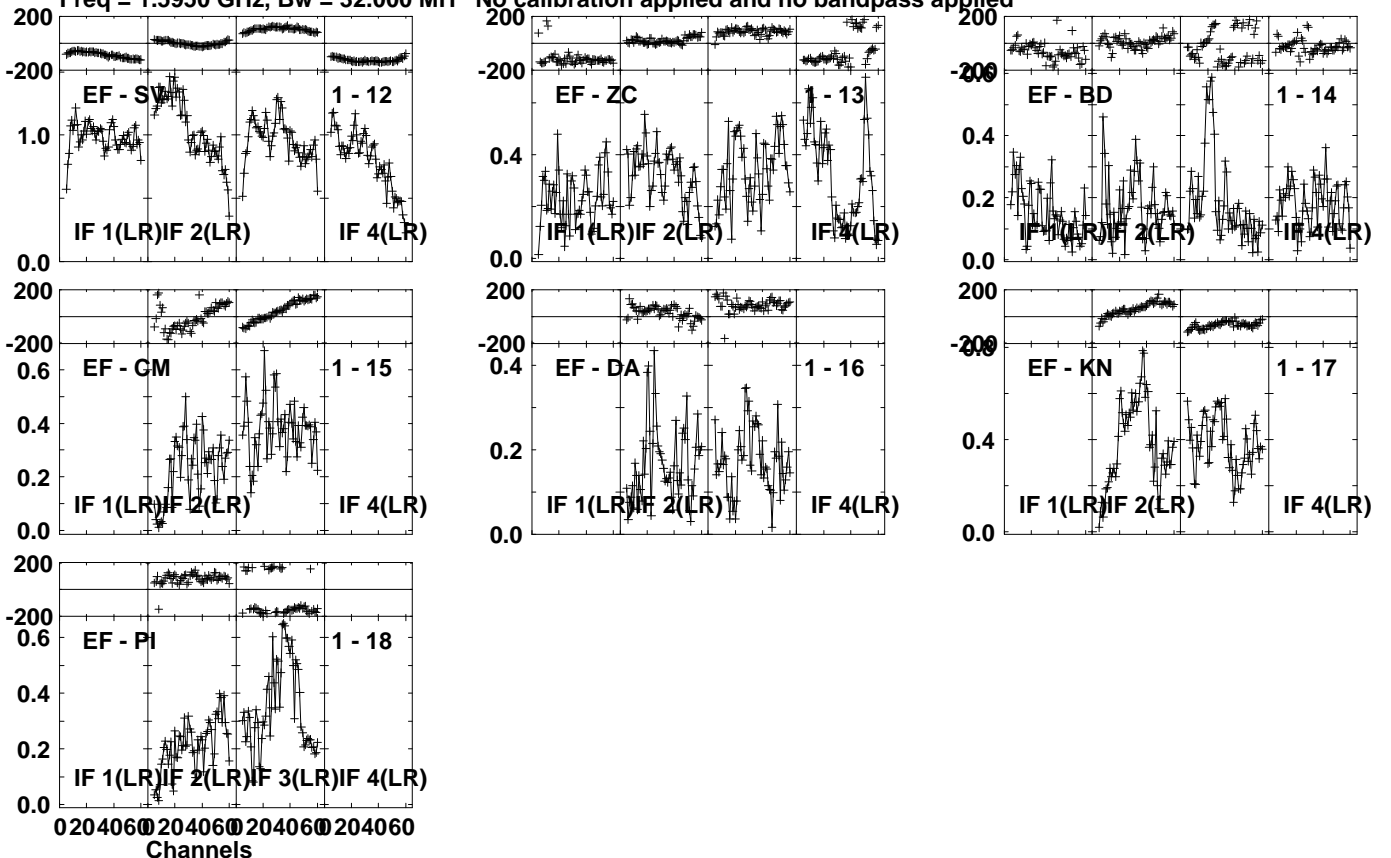 Freq = 1.5950 GHz, Bw = 32.000 MH No calibration applied and no bandpass applied
200
-200
EF - SV
1 - 12
1.0
0.0
IF 1(LR)
IF 2(LR)
IF 4(LR)
200
-200
EF - ZC
1 - 13
0.4
0.0
IF 1(LR)
IF 2(LR)
IF 4(LR)
200
-200
0.6
EF - BD
1 - 14
0.4
0.2
0.0
IF 1(LR)
IF 2(LR)
IF 4(LR)
200
-200
EF - CM
1 - 15
0.6
0.4
0.2
0.0
IF 1(LR)
IF 2(LR)
IF 4(LR)
200
-200
EF - DA
1 - 16
0.4
0.2
0.0
IF 1(LR)
IF 2(LR)
IF 4(LR)
200
-200
0.8
EF - KN
1 - 17
0.4
0.0
IF 1(LR)
IF 2(LR)
IF 4(LR)
200
-200
EF - PI
1 - 18
0.6
0.4
0.2
0.0
IF 1(LR)
IF 2(LR)
IF 3(LR)
IF 4(LR)
0 20 40 60 0 20 40 60 0 20 40 60 0 20 40 60
Channels